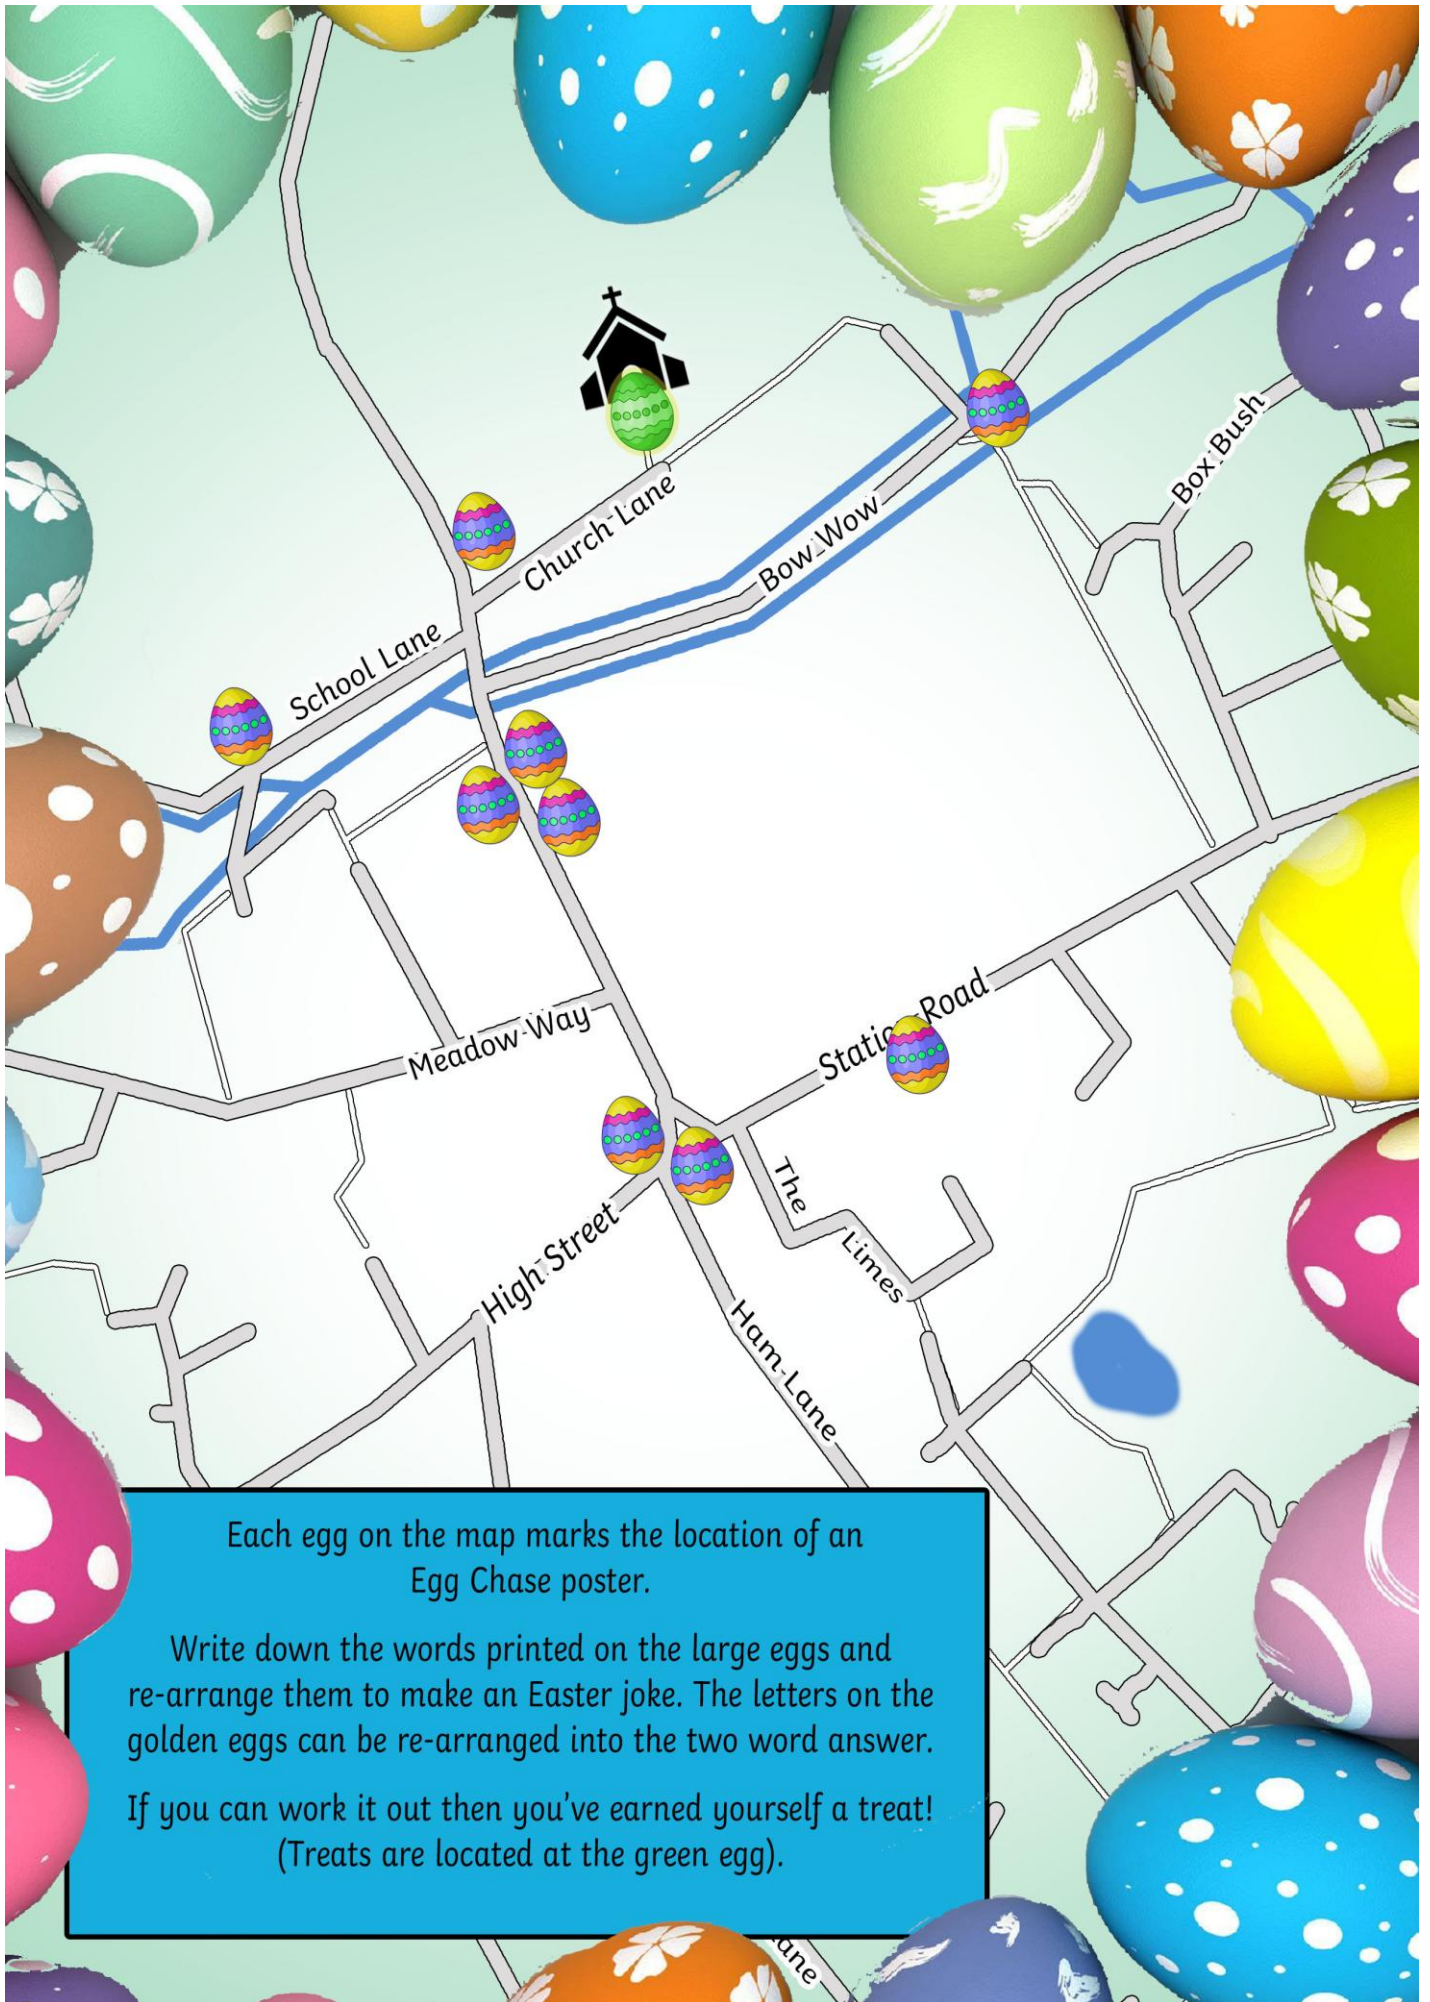 Church Lane
Bow Wow
Box Bush
School Lane
Meadow Way
Station Road
The
Limes
High Street
Ham Lane
Each egg on the map marks the location of an
Egg Chase poster.
Write down the words printed on the large eggs and
re-arrange them to make an Easter joke. The letters on the
golden eggs can be re-arranged into the two word answer.
If you can work it out then you've earned yourself a treat!
(Treats are located at the green egg).